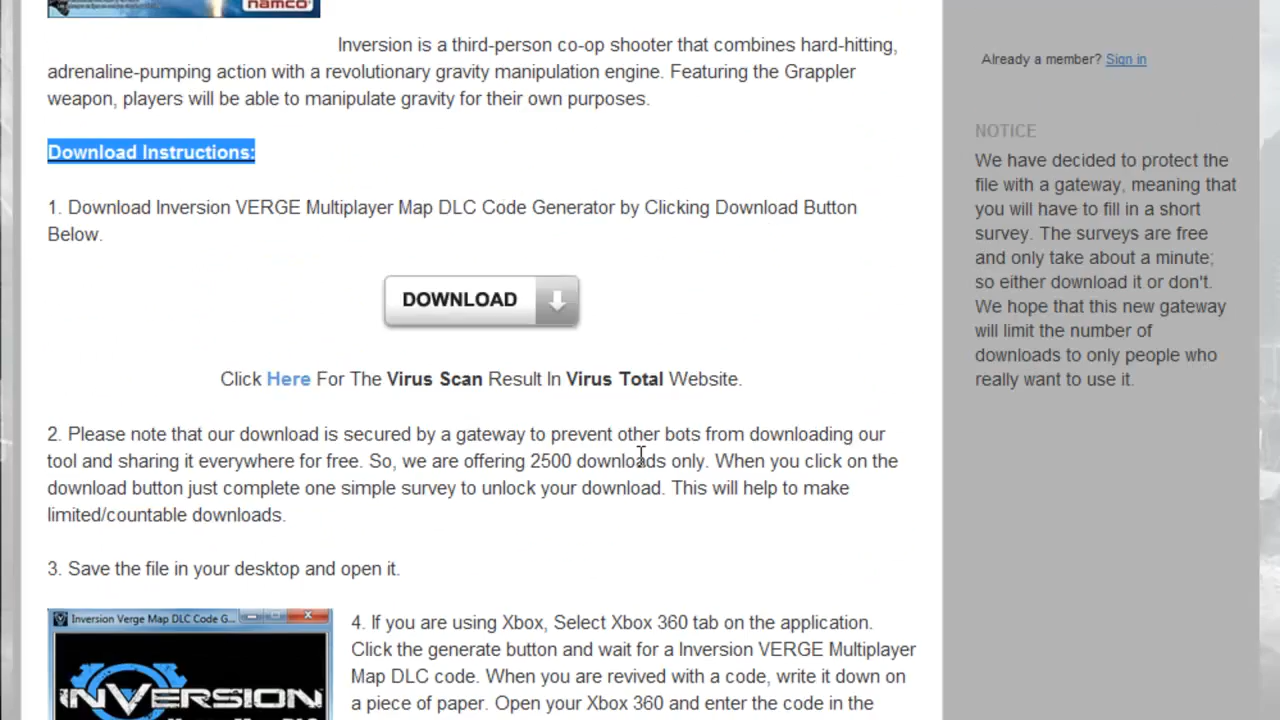 namco
Inversion is a third-person co-op shooter that combines hard-hitting,
adrenaline-pumping action with a revolutionary gravity manipulation engine. Featuring the Grappler
weapon, players will be able to manipulate gravity for their own purposes.
Download Instructions:
1. Download Inversion VERGE Multiplayer Map DLC Code Generator by Clicking Download Button
Below.
DOWNLOAD
Click Here For The Virus Scan Result In Virus Total Website.
2. Please note that our download is secured by a gateway to prevent other bots from downloading our
tool and sharing it everywhere for free. So, we are offering 2500 downloads only. When you click on the
download button just complete one simple survey to unlock your download. This will help to make
limited/countable downloads.
3. Save the file in your desktop and open it.
Inversion Verge Map DLC Code G...
INVERSION
4. If you are using Xbox, Select Xbox 360 tab on the application.
Click the generate button and wait for a Inversion VERGE Multiplayer
Map DLC code. When you are revived with a code, write it down on
a piece of paper. Open your Xbox 360 and enter the code in the
Already a member? Sign in
NOTICE
We have decided to protect the
file with a gateway, meaning that
you will have to fill in a short
survey. The surveys are free
and only take about a minute;
so either download it or don't.
We hope that this new gateway
will limit the number of
downloads to only people who
really want to use it.